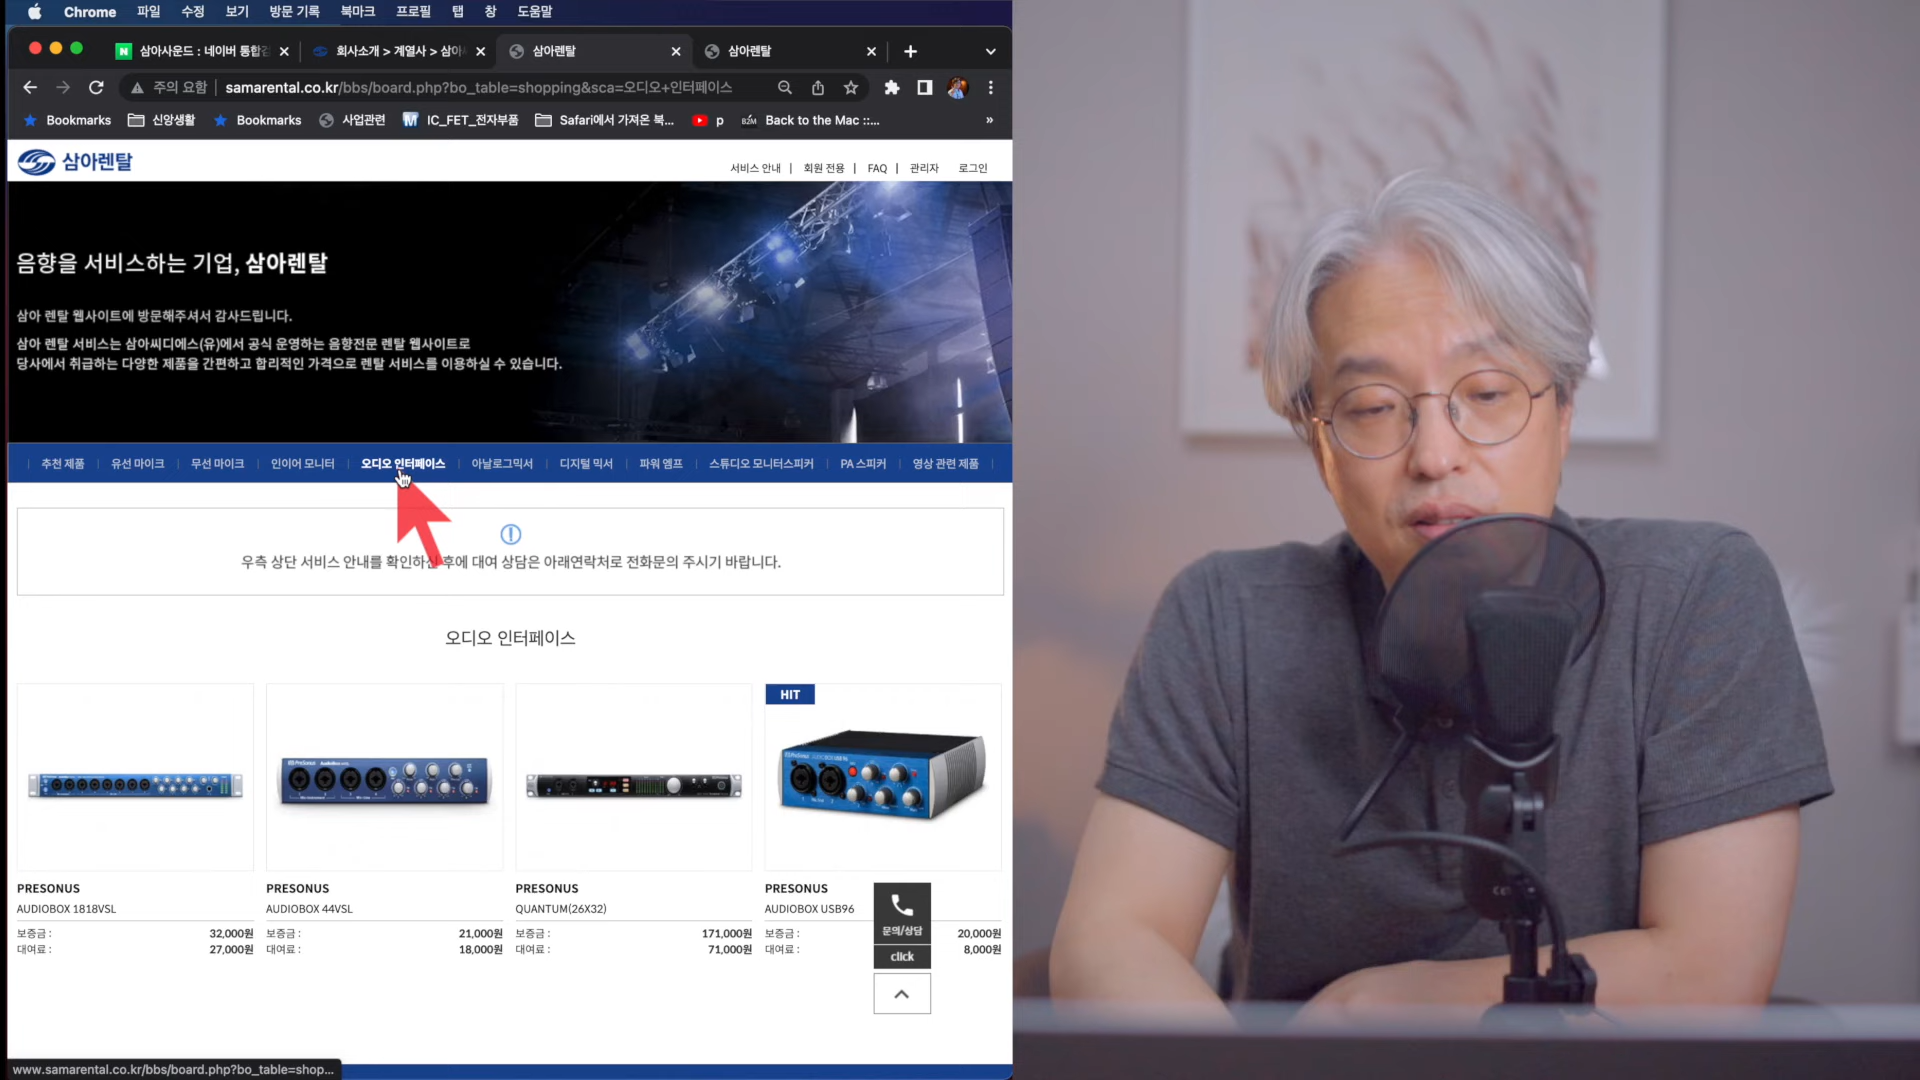 Chrome 파일 수정 보기 방문 기록 북마크 프로필 탭 창 도움말
삼아사운드 : 네이버 통합검
회사소개 > 계열사 > 삼아
삼아렌탈
삼아렌탈
주의 요함 samarental.co.kr/bbs/board.php?bo_table=shopping&sca=오디오+인터페이스
Bookmarks 신앙생활 Bookmarks 사업관련 IC_FET_전자부품 Safari에서 가져온 북... p B2M Back to the Mac ::... »
삼아렌탈
서비스 안내 | 회원 전용 | FAQ | 관리자 로그인
음향을 서비스하는 기업, 삼아렌탈
삼아 렌탈 웹사이트에 방문해주셔서 감사드립니다.
삼아 렌탈 서비스는 삼아씨디에스(유)에서 공식 운영하는 음향전문 렌탈 웹사이트로
당사에서 취급하는 다양한 제품을 간편하고 합리적인 가격으로 렌탈 서비스를 이용하실 수 있습니다.
추천 제품 | 유선 마이크 | 무선 마이크 | 인이어 모니터 | 오디오 인터페이스 | 아날로그믹서 | 디지털 믹서 | 파워 엠프 | 스튜디오 모니터스피커 | PA 스피커 | 영상 관련 제품
우측 상단 서비스 안내를 확인하신 후에 대여 상담은 아래연락처로 전화문의 주시기 바랍니다.
오디오 인터페이스
HIT
PRESONUS
AUDIOBOX 1818VSL
보증금 : 32,000원
대여료 : 27,000원
PRESONUS
AUDIOBOX 44VSL
보증금 : 21,000원
대여료 : 18,000원
PRESONUS
QUANTUM(26X32)
보증금 : 171,000원
대여료 : 71,000원
PRESONUS
AUDIOBOX USB96
보증금 : 20,000원
대여료 : 8,000원
문의/상담
click
www.samarental.co.kr/bbs/board.php?bo_table=shop...